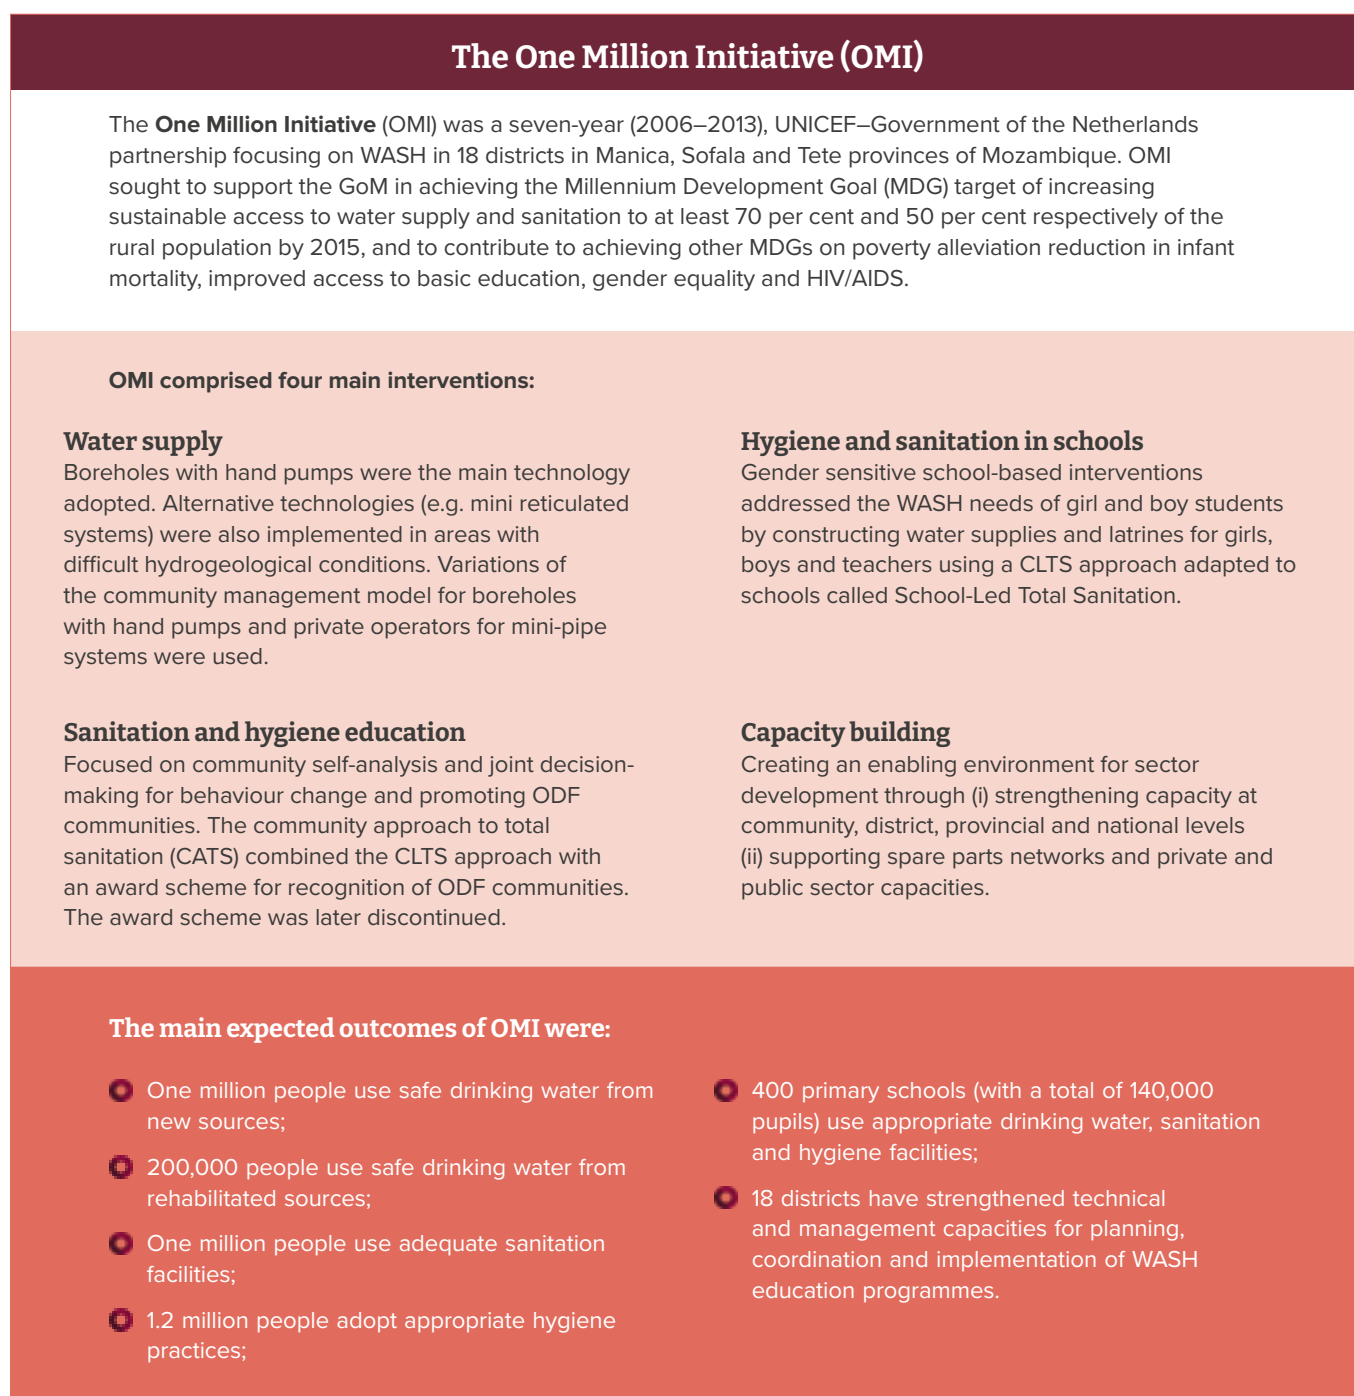 The One Million Initiative (OMI)
The One Million Initiative (OMI) was a seven-year (2006–2013), UNICEF–Government of the Netherlands
partnership focusing on WASH in 18 districts in Manica, Sofala and Tete provinces of Mozambique. OMI
sought to support the GoM in achieving the Millennium Development Goal (MDG) target of increasing
sustainable access to water supply and sanitation to at least 70 per cent and 50 per cent respectively of the
rural population by 2015, and to contribute to achieving other MDGs on poverty alleviation reduction in infant
mortality, improved access to basic education, gender equality and HIV/AIDS.
OMI comprised four main interventions:
Water supply
Boreholes with hand pumps were the main technology
adopted. Alternative technologies (e.g. mini reticulated
systems) were also implemented in areas with
difficult hydrogeological conditions. Variations of
the community management model for boreholes
with hand pumps and private operators for mini-pipe
systems were used.
Hygiene and sanitation in schools
Gender sensitive school-based interventions
addressed the WASH needs of girl and boy students
by constructing water supplies and latrines for girls,
boys and teachers using a CLTS approach adapted to
schools called School-Led Total Sanitation.
Sanitation and hygiene education
Focused on community self-analysis and joint decision-
making for behaviour change and promoting ODF
communities. The community approach to total
sanitation (CATS) combined the CLTS approach with
an award scheme for recognition of ODF communities.
The award scheme was later discontinued.
Capacity building
Creating an enabling environment for sector
development through (i) strengthening capacity at
community, district, provincial and national levels
(ii) supporting spare parts networks and private and
public sector capacities.
The main expected outcomes of OMI were:
One million people use safe drinking water from
new sources;
200,000 people use safe drinking water from
rehabilitated sources;
One million people use adequate sanitation
facilities;
1.2 million people adopt appropriate hygiene
practices;
400 primary schools (with a total of 140,000
pupils) use appropriate drinking water, sanitation
and hygiene facilities;
18 districts have strengthened technical
and management capacities for planning,
coordination and implementation of WASH
education programmes.